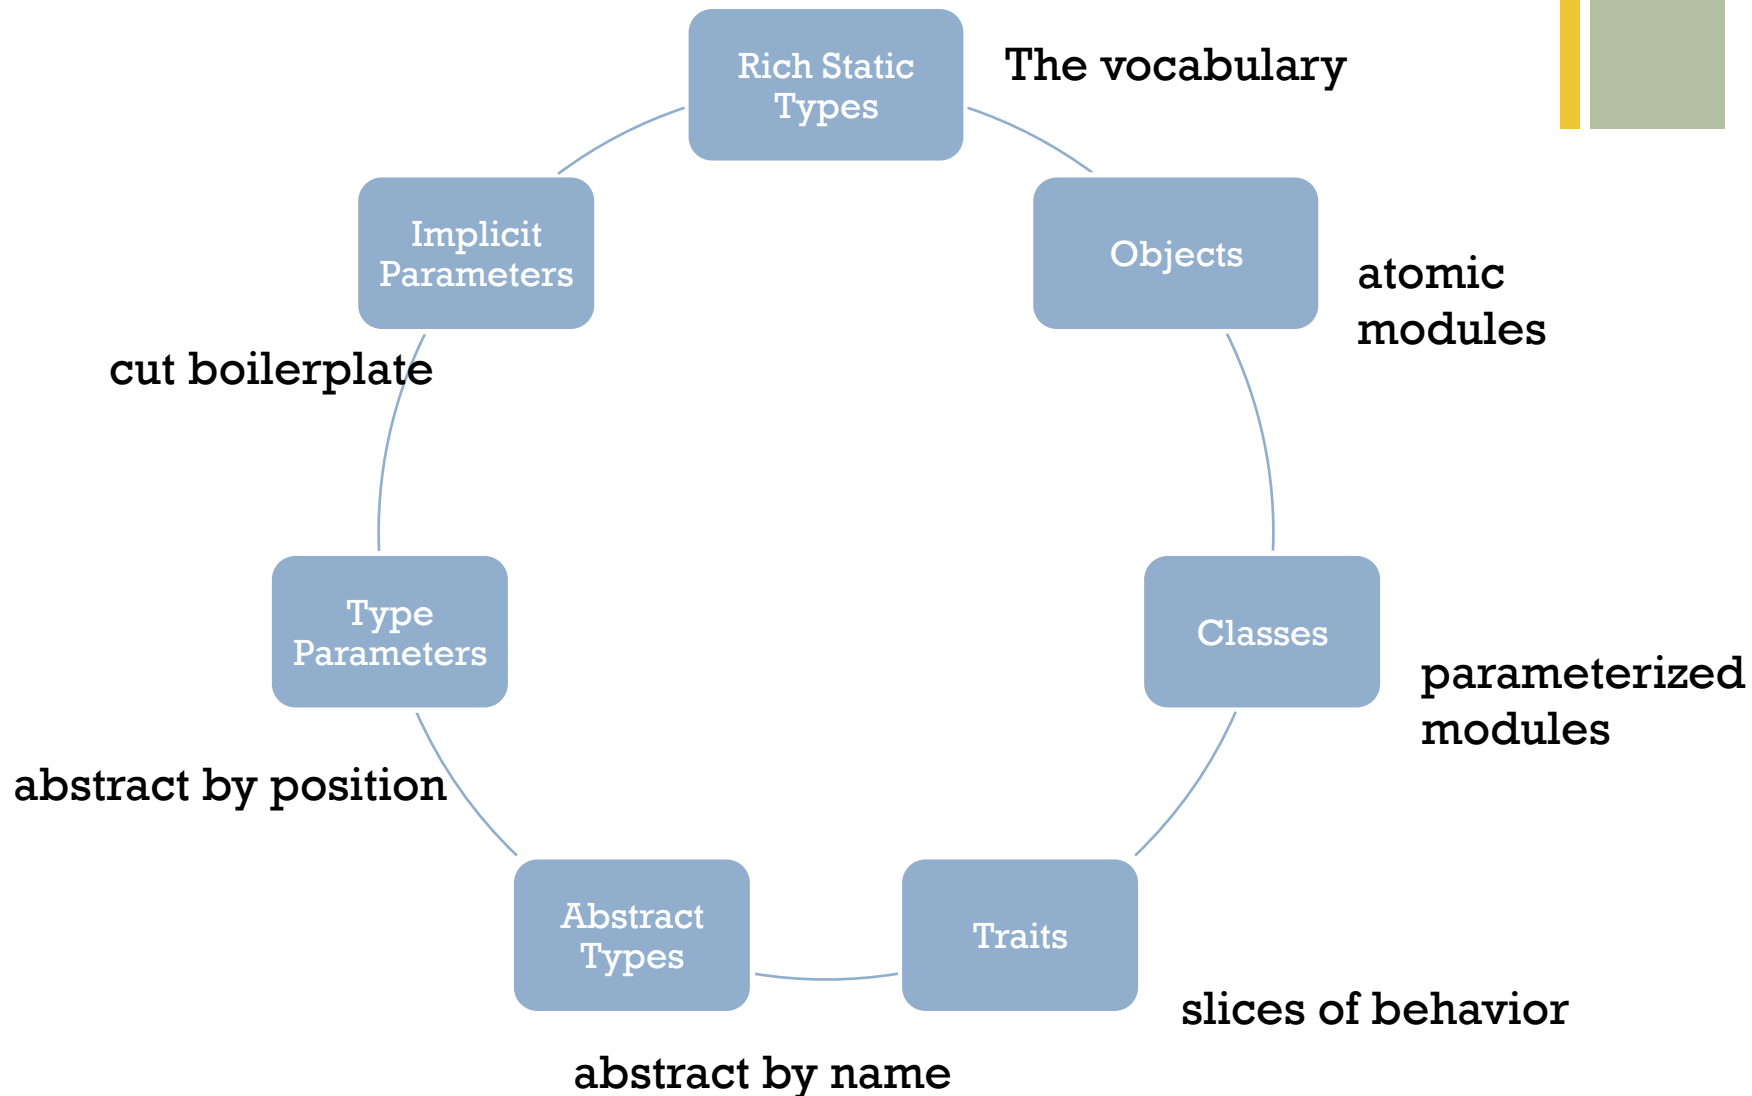 Rich Static
Types
The vocabulary
Objects
atomic
modules
Classes
parameterized
modules
Traits
slices of behavior
Abstract
Types
abstract by name
Type
Parameters
abstract by position
Implicit
Parameters
cut boilerplate